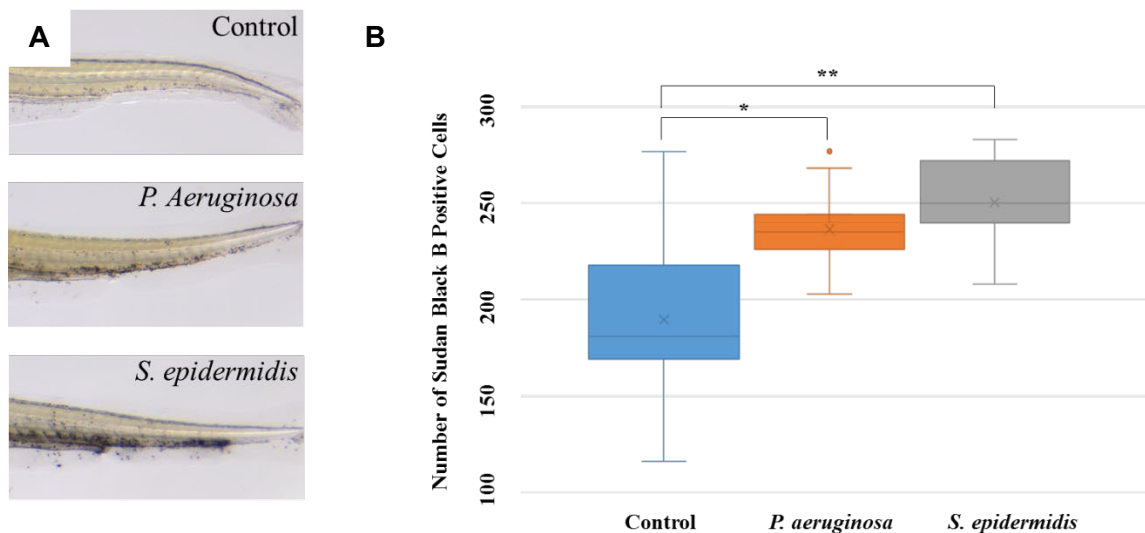 A
Control
P. Aeruginosa
S. epidermidis
B
Number of Sudan Black B Positive Cells
300
250
200
150
100
**
*
Control
P. aeruginosa
S. epidermidis